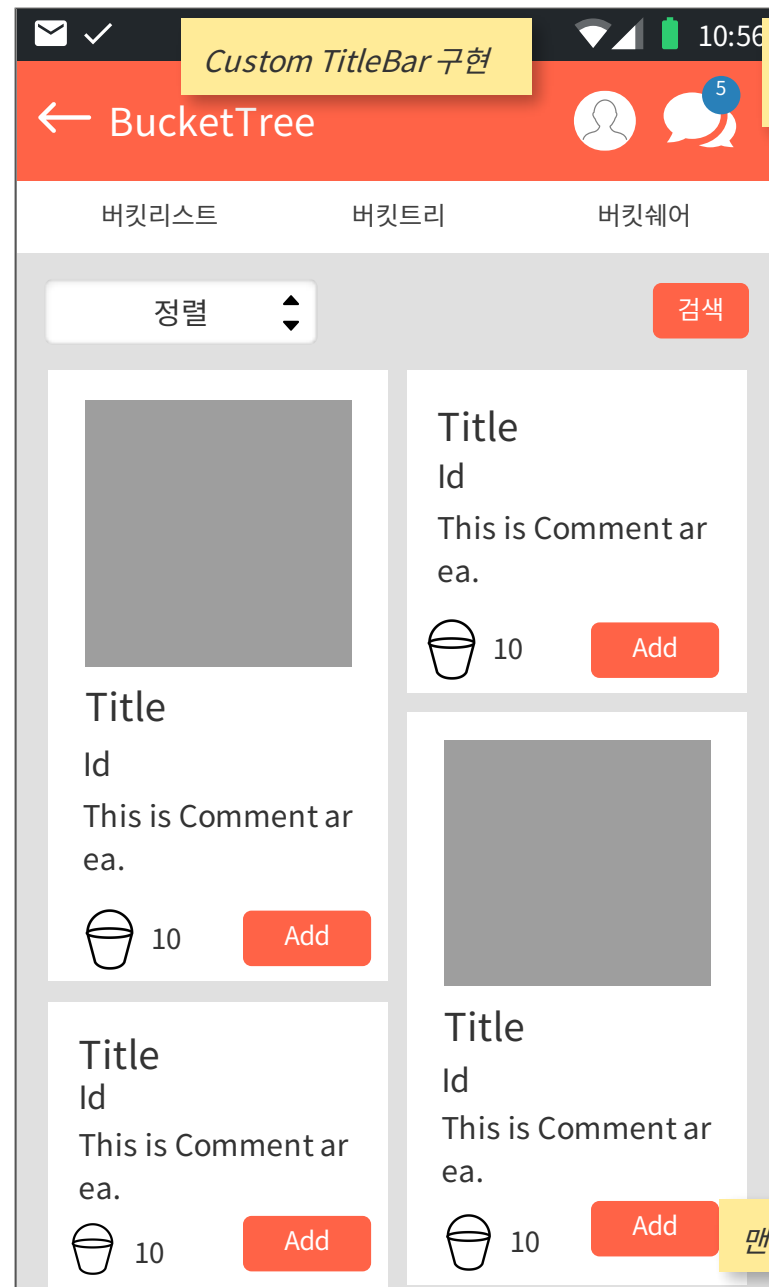 Custom TitleBar 구현
10:56
BucketTree
5
버킷리스트
버킷트리
버킷쉐어
정렬
검색
Title
Id
This is Comment ar
ea.
10
Add
Title
Id
This is Comment ar
ea.
10
Add
Title
Id
This is Comment ar
ea.
10
Add
Title
Id
This is Comment ar
ea.
10
Add
맨